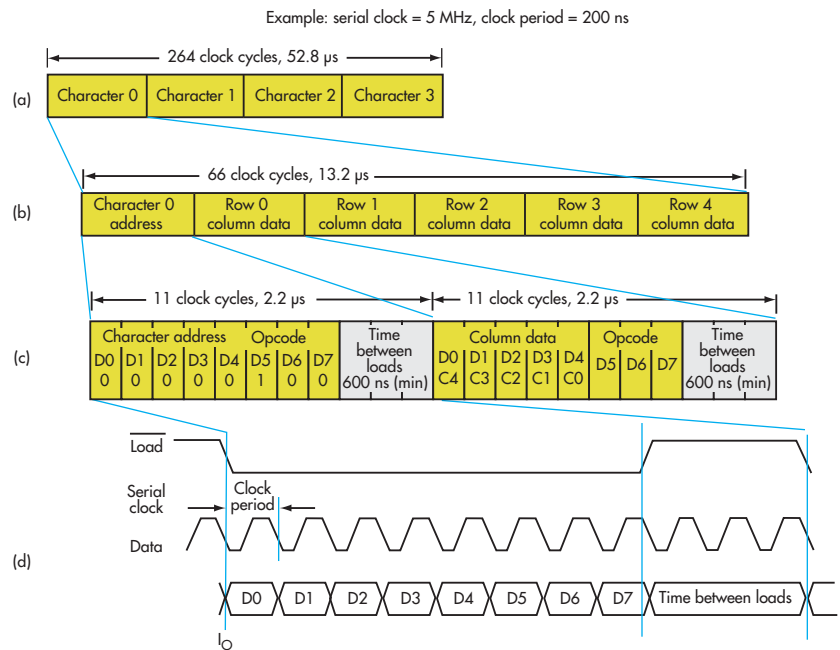 Example: serial clock = 5 MHz, clock period = 200 ns
264 clock cycles, 52.8 µs
(a)
Character 0 Character 1 Character 2 Character 3
66 clock cycles, 13.2 µs
(b)
Character 0 address
Row 0 column data
Row 1 column data
Row 2 column data
Row 3 column data
Row 4 column data
11 clock cycles, 2.2 µs 11 clock cycles, 2.2 µs
(c)
Character address Opcode
D0 D1 D2 D3 D4 D5 D6 D7
0 0 0 0 0 1 0 0
Time
between
loads
600 ns (min)
Column data Opcode
D0 D1 D2 D3 D4 D5 D6 D7
C4 C3 C2 C1 C0
Time
between
loads
600 ns (min)
Load
Serial
clock
Clock
period
Data
(d)
D0 D1 D2 D3 D4 D5 D6 D7 Time between loads
IO